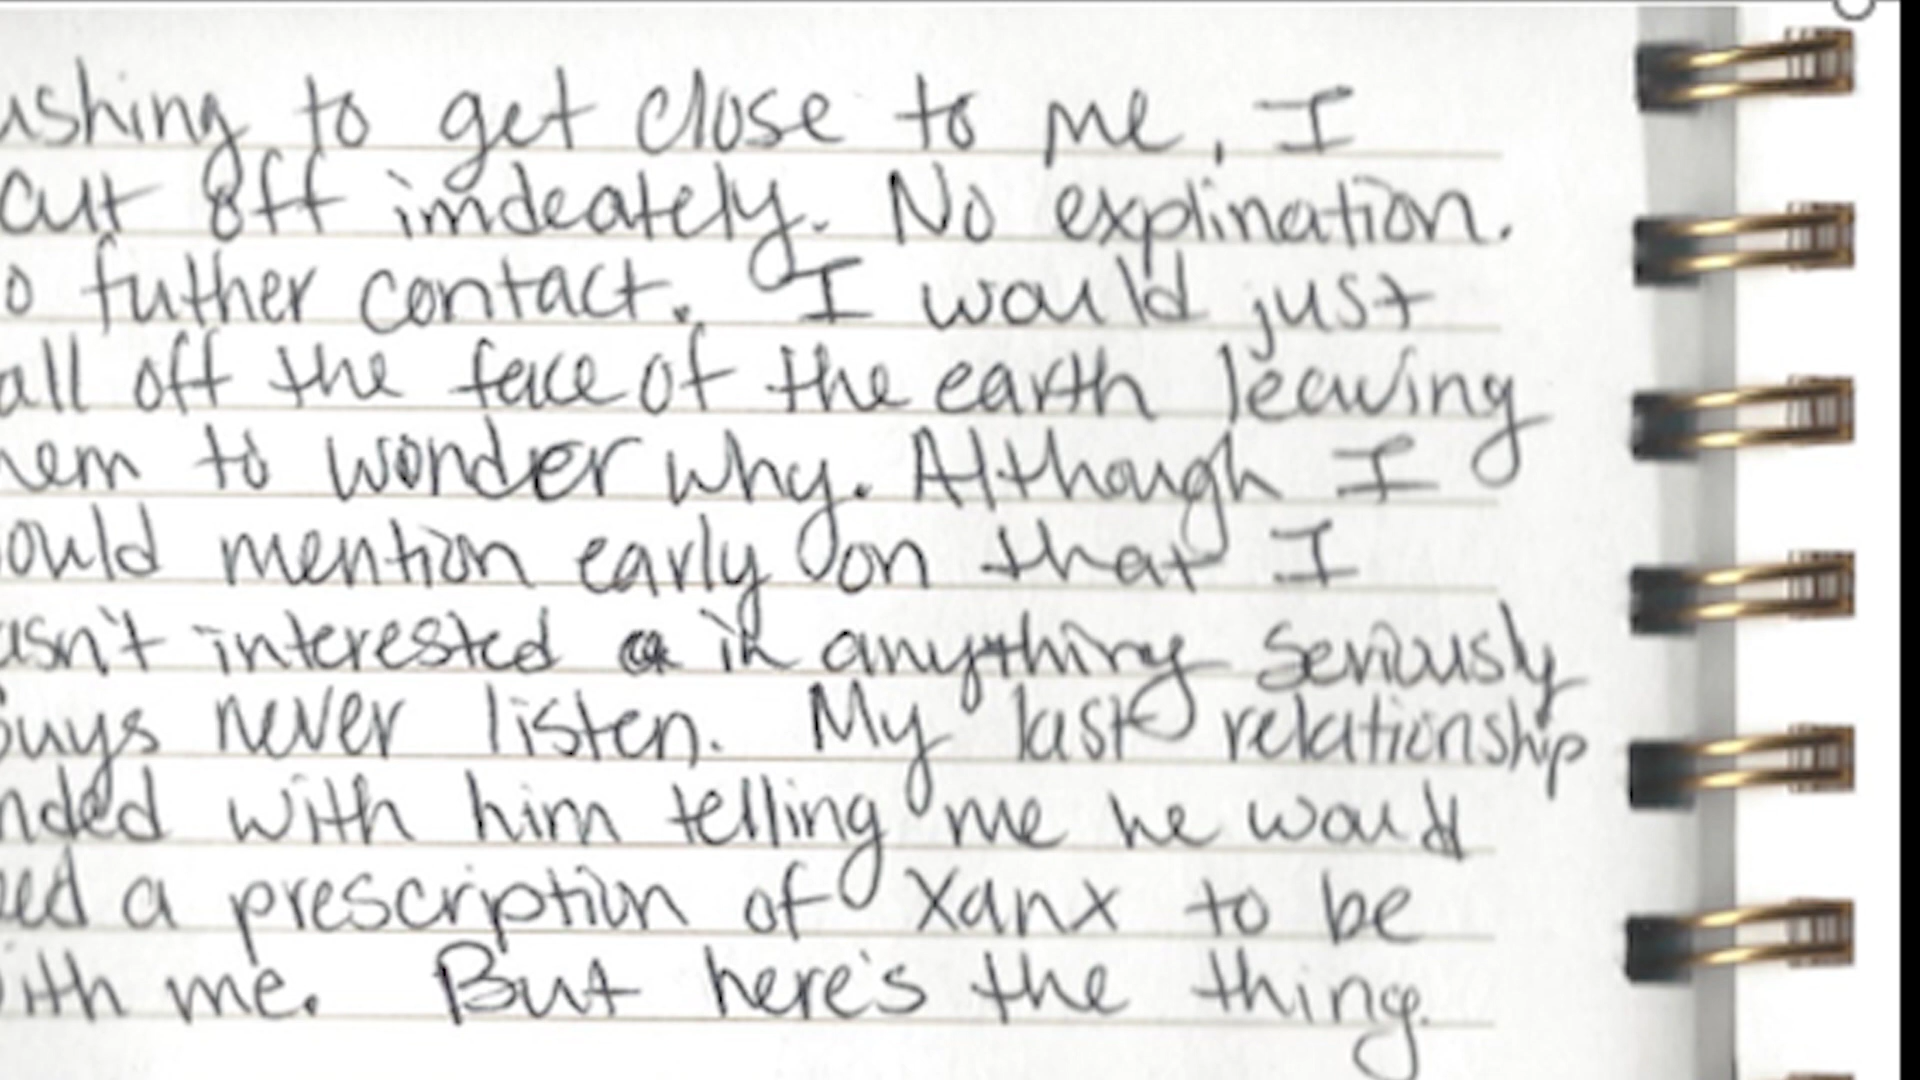 ushing to get close to me, I
cut off imdeately. No explination.
o futher contact. I would just
all off the face of the earth leaving
hem to wonder why. Although I
ould mention early on that I
asn't interested in anything seriously
Guys never listen. My last relationship
nded with him telling me he would
eed a prescription of Xanx to be
ith me. But here's the thing.